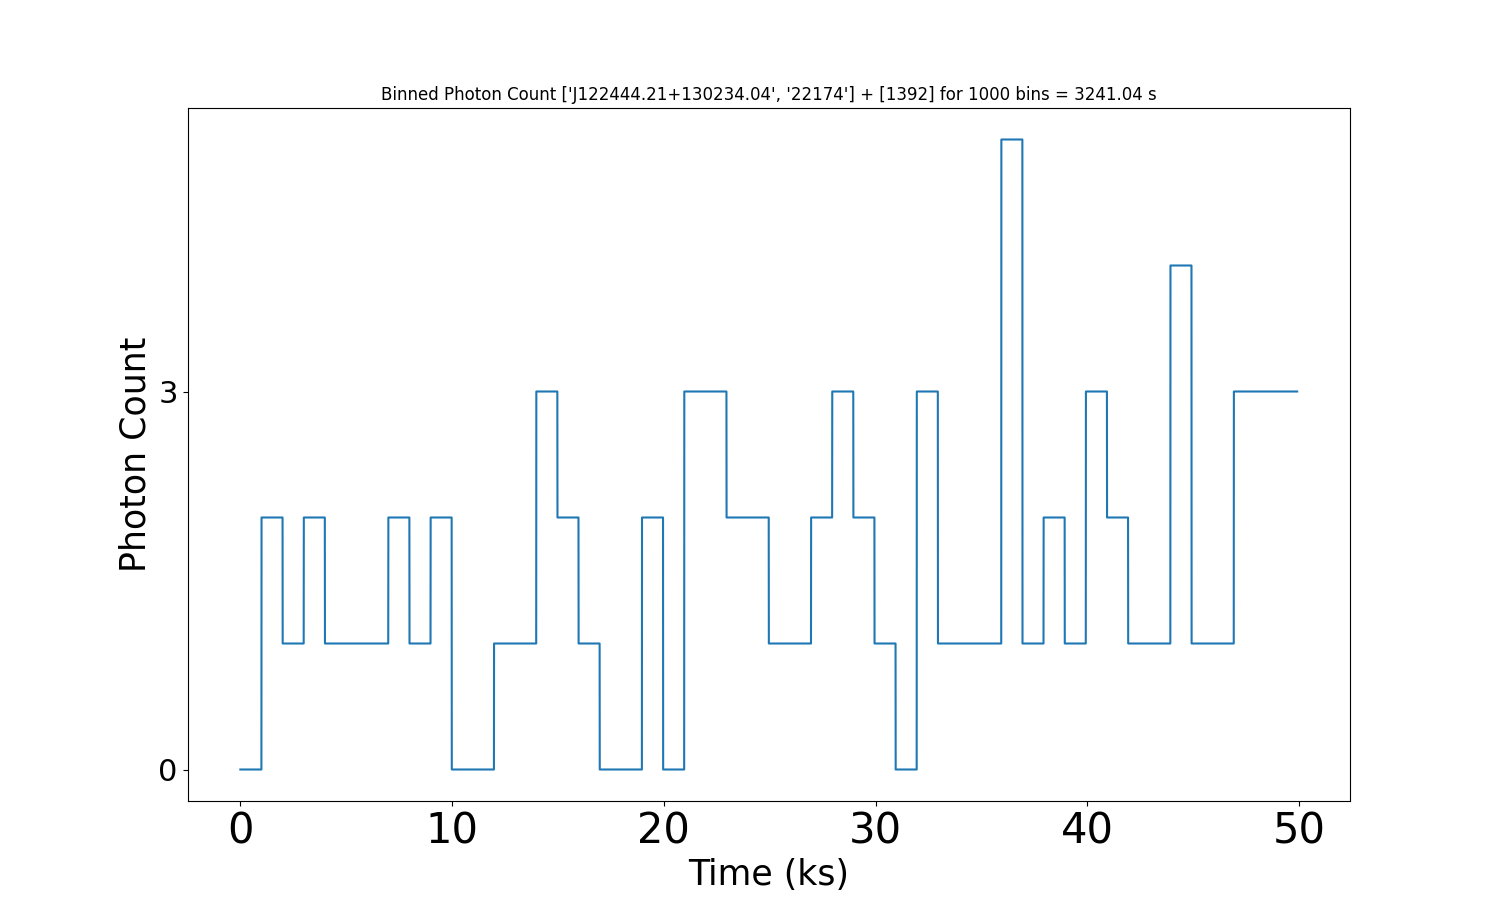 Binned Photon Count ['J122444.21+130234.04', '22174'] + [1392] for 1000 bins = 3241.04 s
Photon Count
3
0
0 10 20 30 40 50
Time (ks)